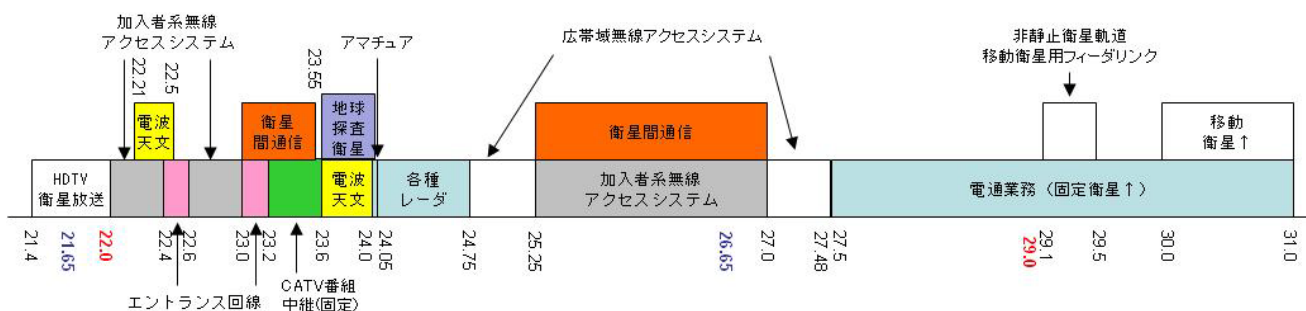 加入者系無線
アクセスシステム
22.21
22.5
23.55
アマチュア
広帯域無線アクセスシステム
非静止衛星軌道
移動衛星用フィーダリンク
電波
天文
衛星
間通信
地球
探査
衛星
衛星間通信
移動
衛星↑
HDTV
衛星放送
電波
天文
各種
レーダ
加入者系無線
アクセスシステム
電通業務(固定衛星↑)
21.4
21.65
22.0
22.4
22.6
23.0
23.2
23.6
24.0
24.05
24.75
25.25
26.65
27.0
27.48
27.5
29.0
29.1
29.5
30.0
31.0
エントランス回線
CATV番組
中継(固定)